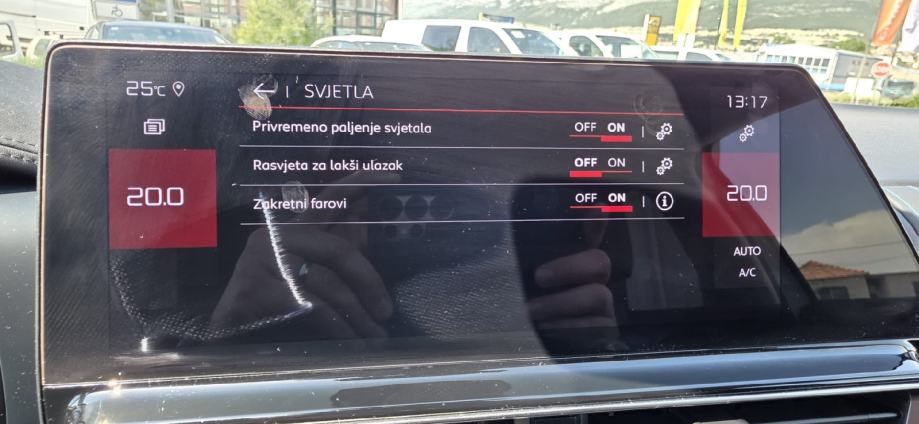 25°C
← | SVJETLA
13:17
Privremeno paljenje svjetala OFF ON
Rasvjeta za lakši ulazak OFF ON
Zakretni farovi OFF ON
20.0
20.0
AUTO
A/C